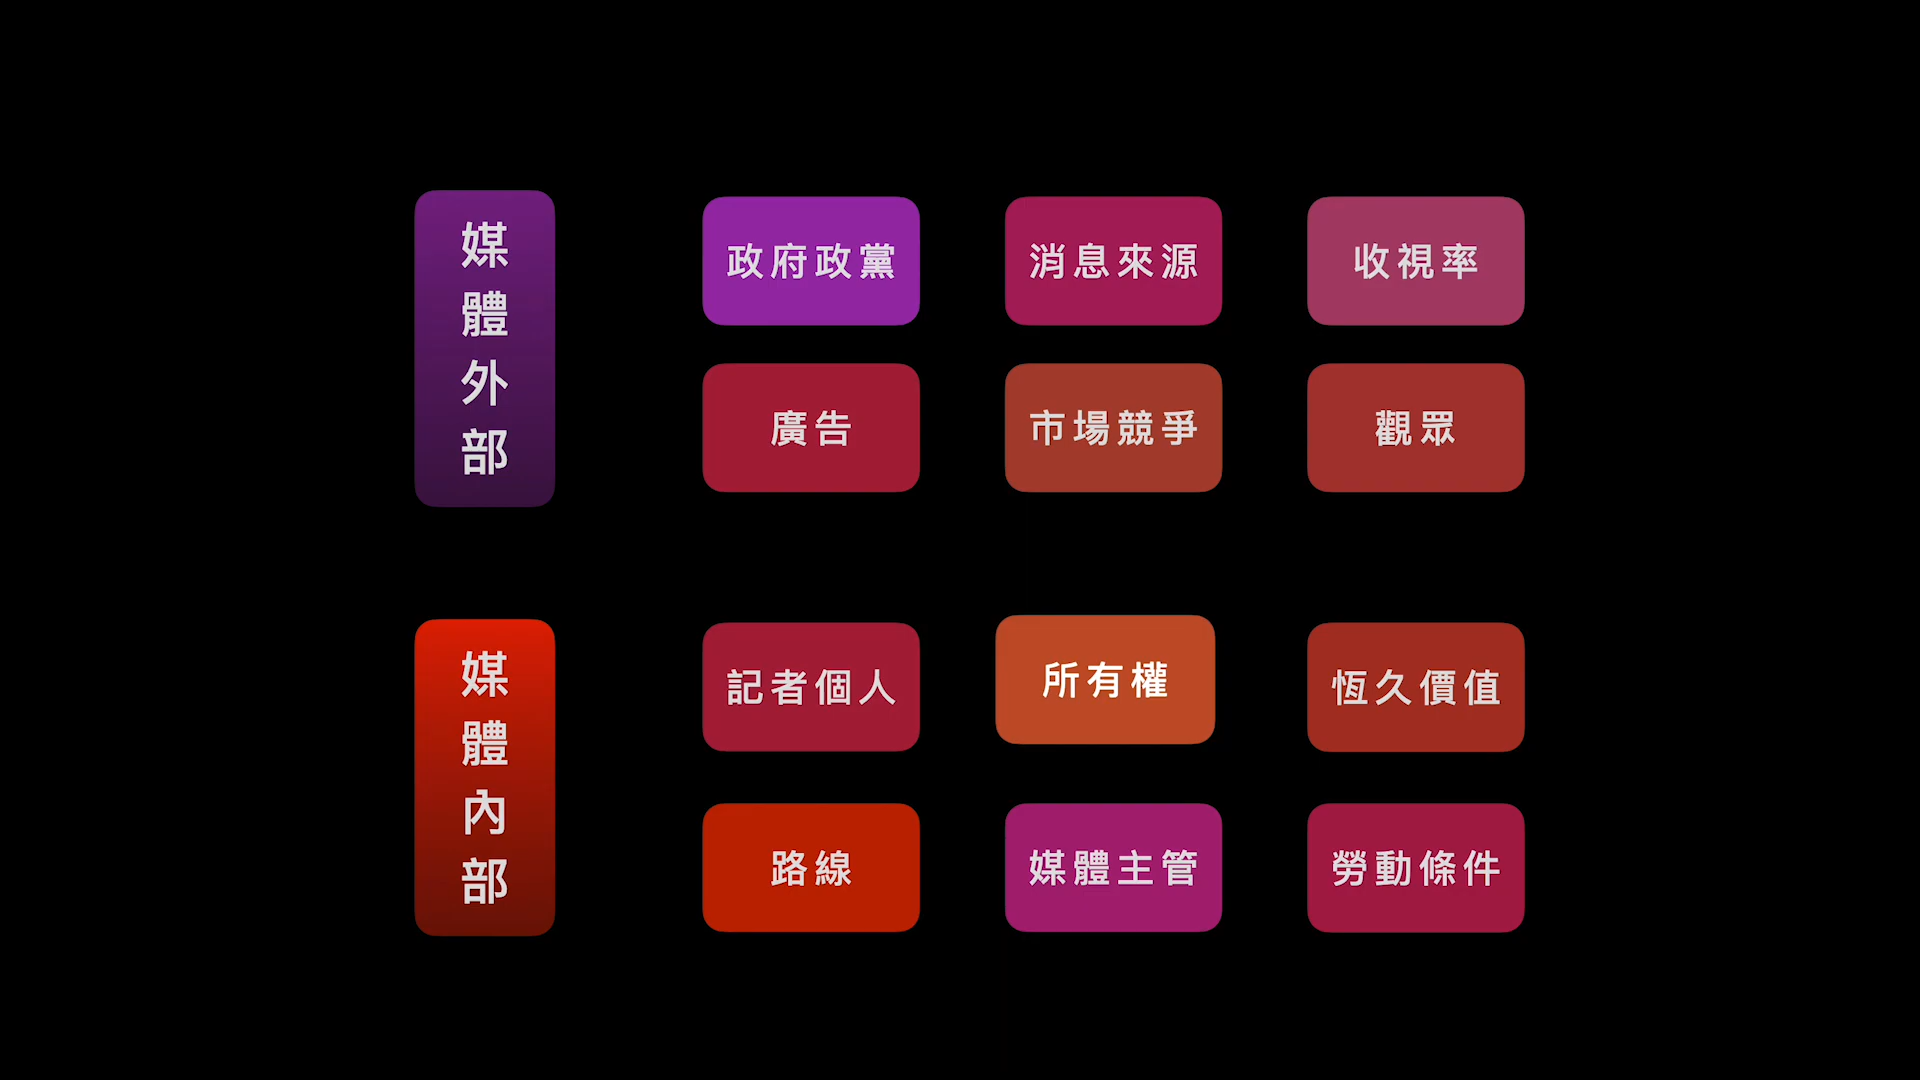 媒體外部
政府政黨
消息來源
收視率
廣告
市場競爭
觀眾
媒體內部
記者個人
所有權
恆久價值
路線
媒體主管
勞動條件